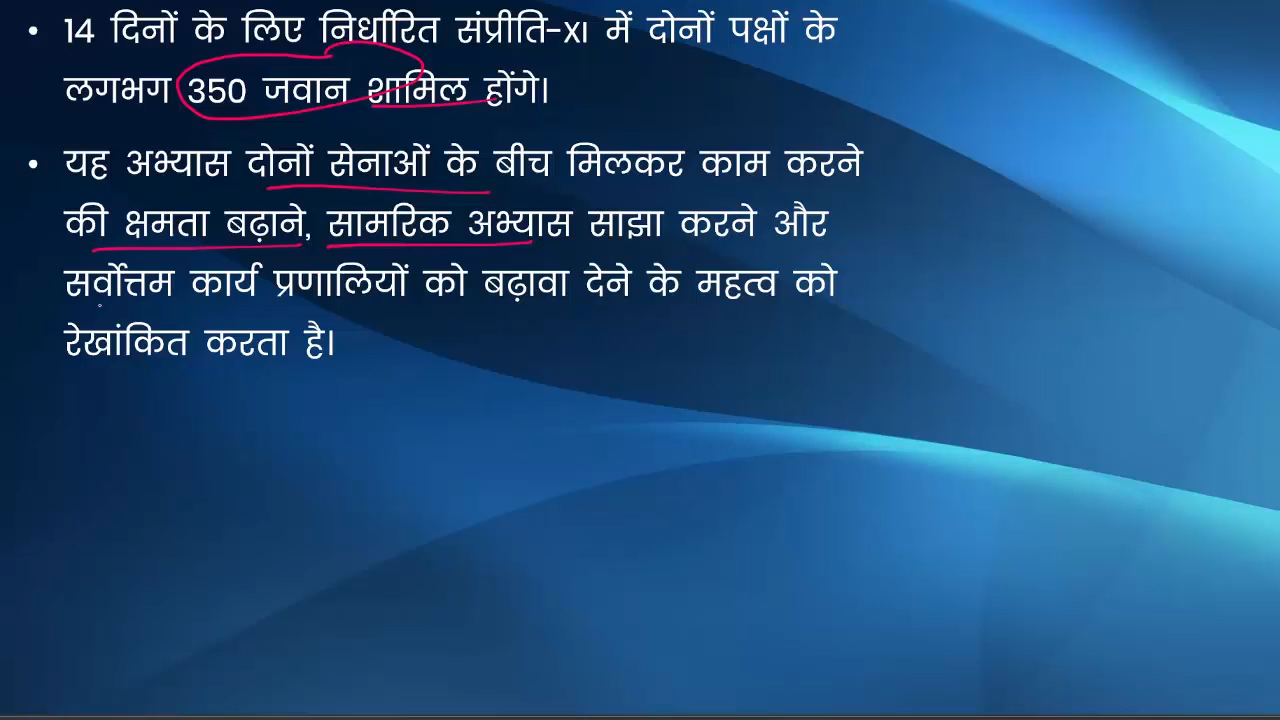 • 14 दिनों के लिए निर्धारित संप्रीति-XI में दोनों पक्षों के
लगभग 350 जवान शामिल होंगे।
• यह अभ्यास दोनों सेनाओं के बीच मिलकर काम करने
की क्षमता बढ़ाने, सामरिक अभ्यास साझा करने और
सर्वोत्तम कार्य प्रणालियों को बढ़ावा देने के महत्व को
रेखांकित करता है।